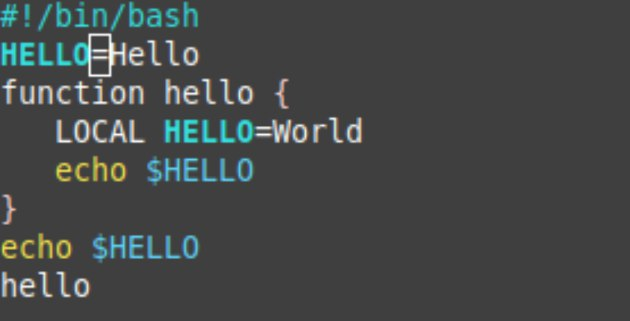 #!/bin/bash
HELLO=Hello
function hello {
   LOCAL HELLO=World
   echo $HELLO
}
echo $HELLO
hello